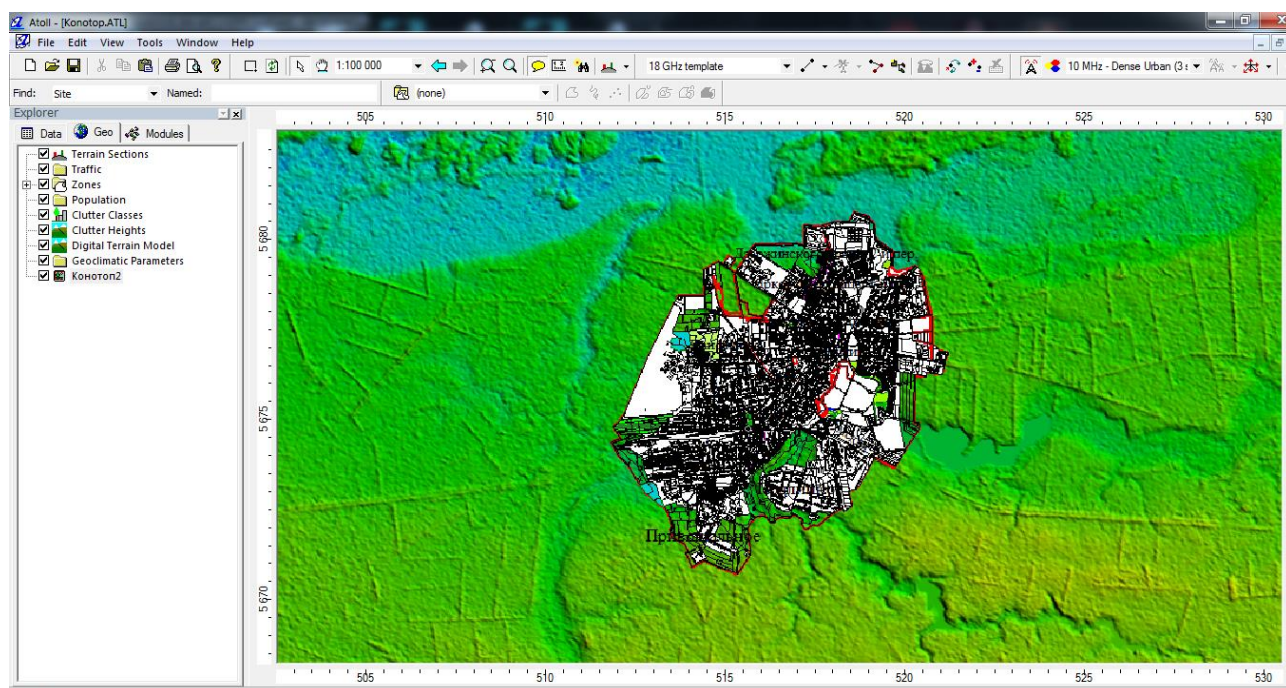 Atoll - [Konotop.ATL]
File Edit View Tools Window Help
1:100 000 18 GHz template 10 MHz - Dense Urban (3 s
Find: Site Named: (none)
Explorer
Data Geo Modules
Terrain Sections
Traffic
Zones
Population
Clutter Classes
Clutter Heights
Digital Terrain Model
Geoclimatic Parameters
Конотоп2
505 510 515 520 525 530
5 680
5 675
5 670
505 510 515 520 525 530